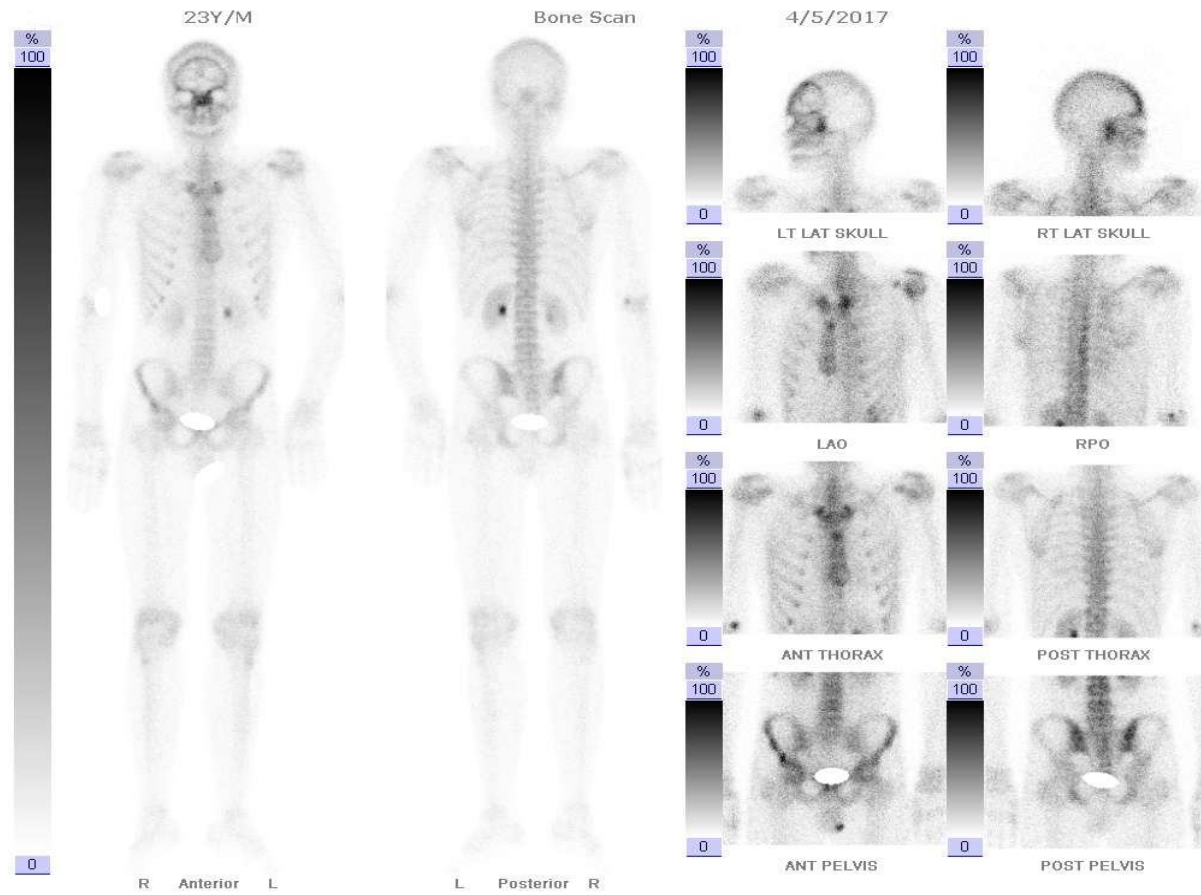 23Y/M Bone Scan 4/5/2017
%
100
0
R Anterior L
L Posterior R
%
100
0
LT LAT SKULL
%
100
0
RT LAT SKULL
%
100
0
LAO
%
100
0
RPO
%
100
0
ANT THORAX
%
100
0
POST THORAX
%
100
0
ANT PELVIS
%
100
0
POST PELVIS